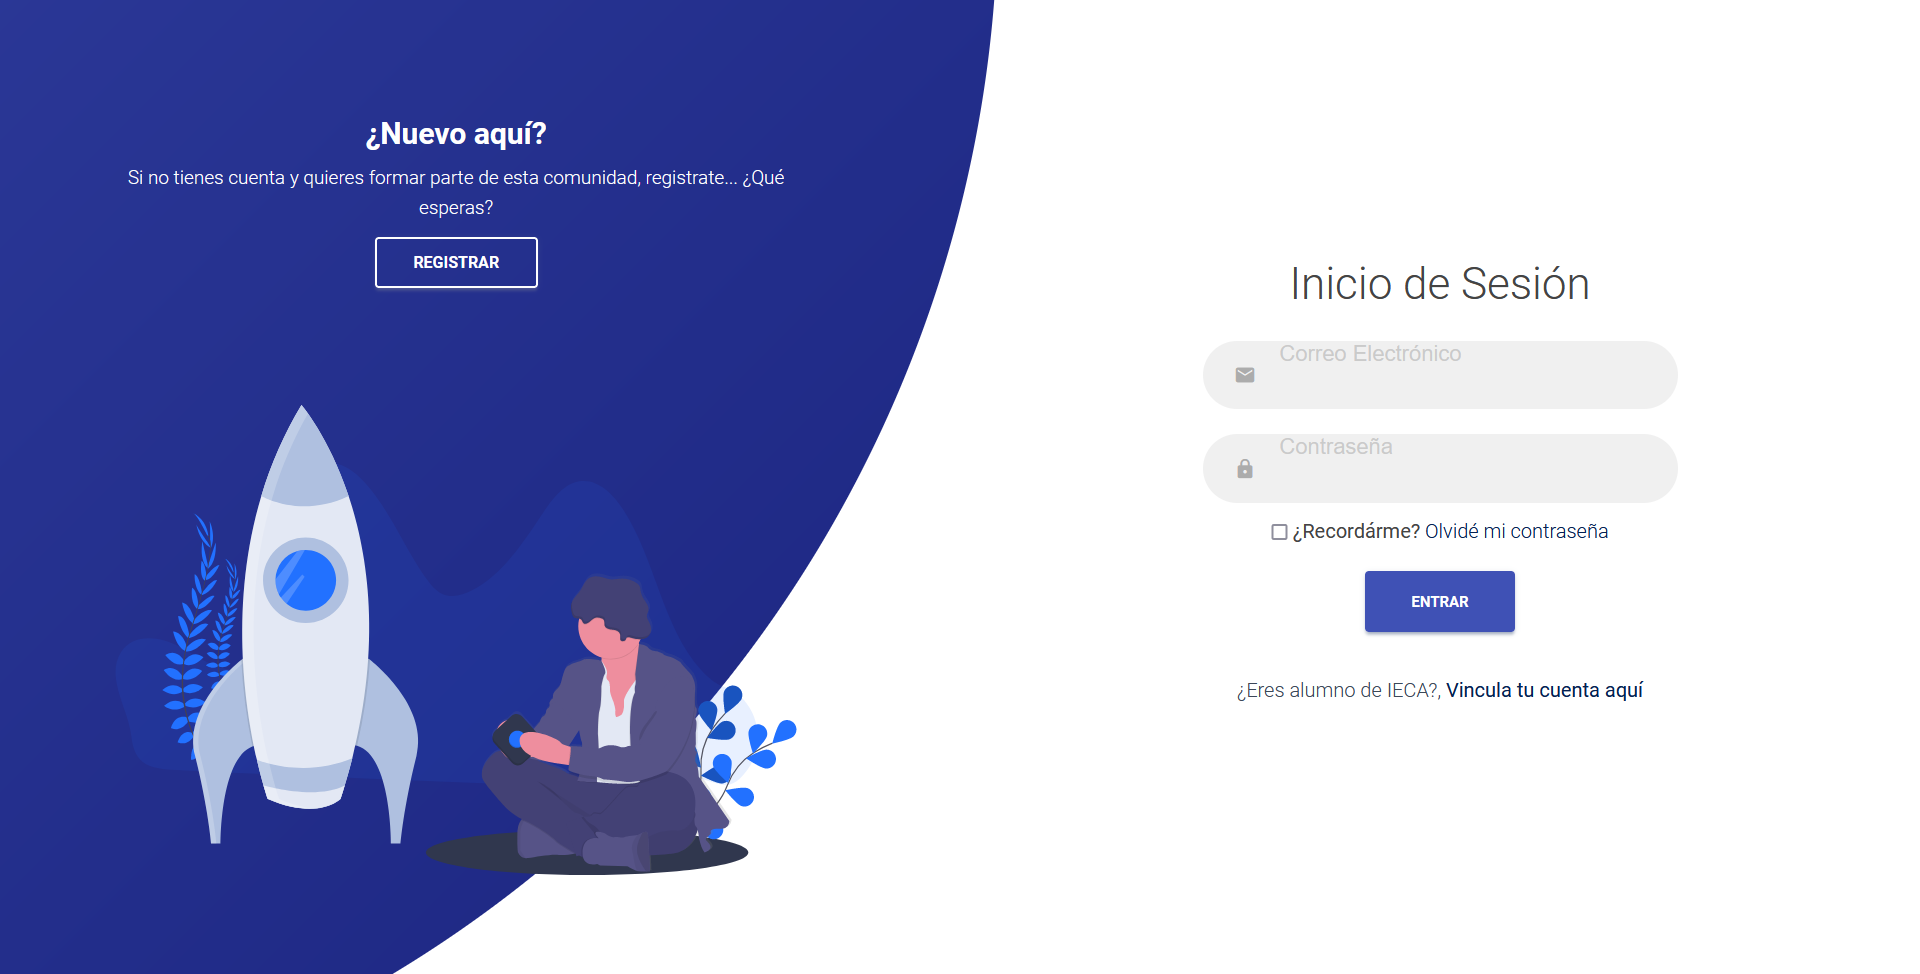 ¿Nuevo aquí?
Si no tienes cuenta y quieres formar parte de esta comunidad, registrate... ¿Qué
esperas?
REGISTRAR
Inicio de Sesión
Correo Electrónico
Contraseña
¿Recordárme? Olvidé mi contraseña
ENTRAR
¿Eres alumno de IECA?, Vincula tu cuenta aquí